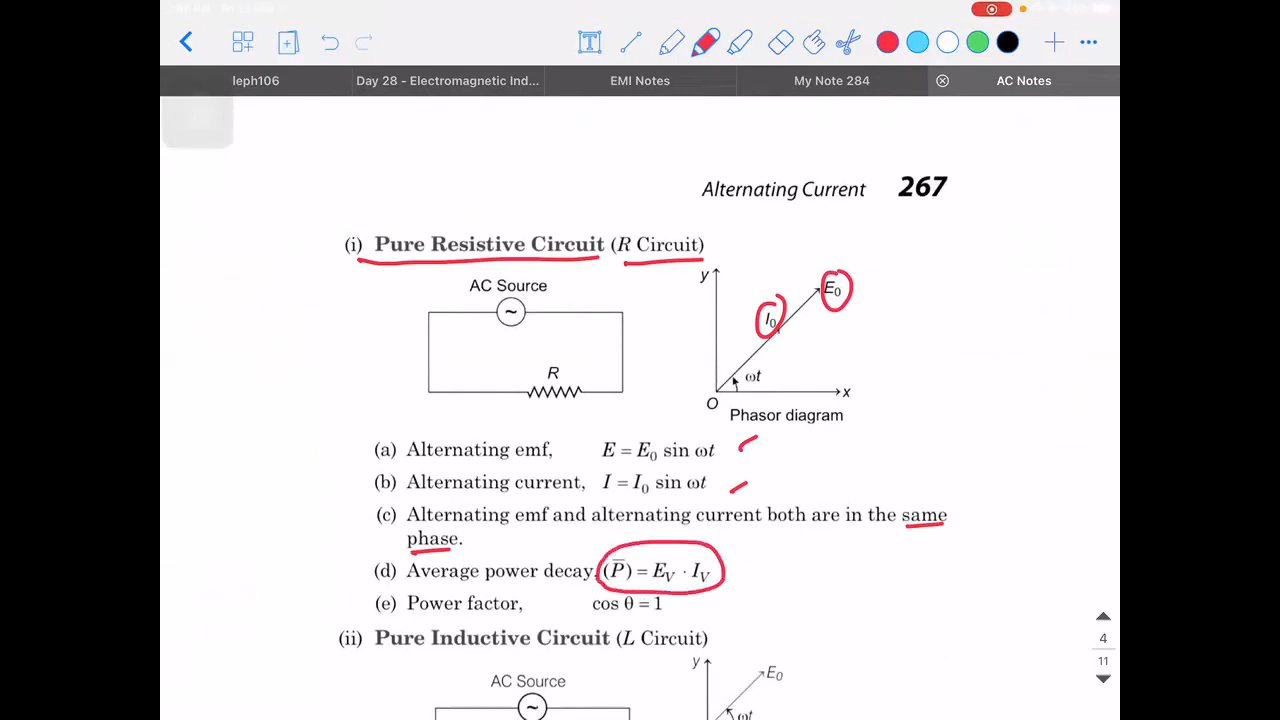 T
leph106
Day 28 - Electromagnetic Ind...
EMI Notes
My Note 284
AC Notes
Alternating Current 267
(i) Pure Resistive Circuit (R Circuit)
AC Source
~
R
y
E₀
I₀
ωt
x
O
Phasor diagram
(a) Alternating emf, E = E₀ sin ωt
(b) Alternating current, I = I₀ sin ωt
(c) Alternating emf and alternating current both are in the same
phase.
(d) Average power decay, (P̅) = E_V · I_V
(e) Power factor, cos θ = 1
(ii) Pure Inductive Circuit (L Circuit)
AC Source
~
y
E₀
ωt
4
11